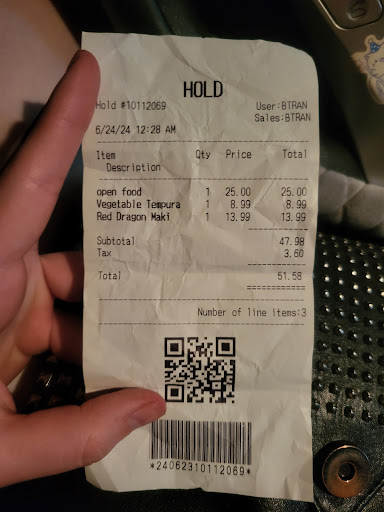 HOLD
Hold #10112069 User:BTRAN
Sales:BTRAN
6/24/24 12:28 AM
Item Qty Price Total
Description
open food 1 25.00 25.00
Vegetable Tempura 1 8.99 8.99
Red Dragon Maki 1 13.99 13.99
Subtotal 47.98
Tax 3.60
Total 51.58
Number of line items:3
*24062310112069*